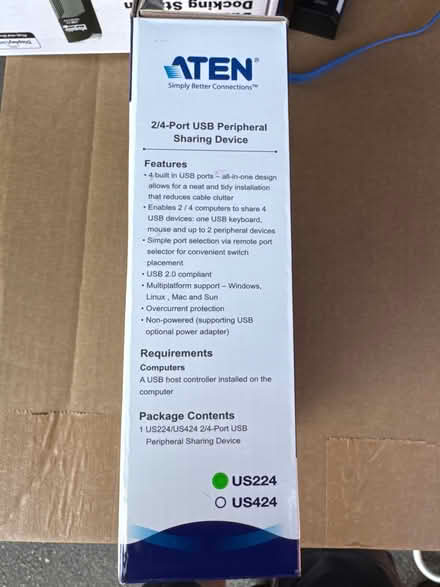 Docking St
ATEN®
Simply Better Connections™
2/4-Port USB Peripheral
Sharing Device
Features
• 4 built in USB ports – all-in-one design
allows for a neat and tidy installation
that reduces cable clutter
• Enables 2 / 4 computers to share 4
USB devices: one USB keyboard,
mouse and up to 2 peripheral devices
• Simple port selection via remote port
selector for convenient switch
placement
• USB 2.0 compliant
• Multiplatform support – Windows,
Linux , Mac and Sun
• Overcurrent protection
• Non-powered (supporting USB
optional power adapter)
Requirements
Computers
A USB host controller installed on the
computer
Package Contents
1 US224/US424 2/4-Port USB
Peripheral Sharing Device
US224
US424